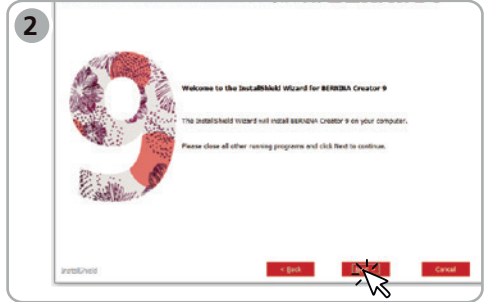 2
9
Welcome to the InstallShield Wizard for BERNINA Creator 9
The InstallShield Wizard will install BERNINA Creator 9 on your computer.
Please close all other running programs and click Next to continue.
InstallShield
< Back
Cancel